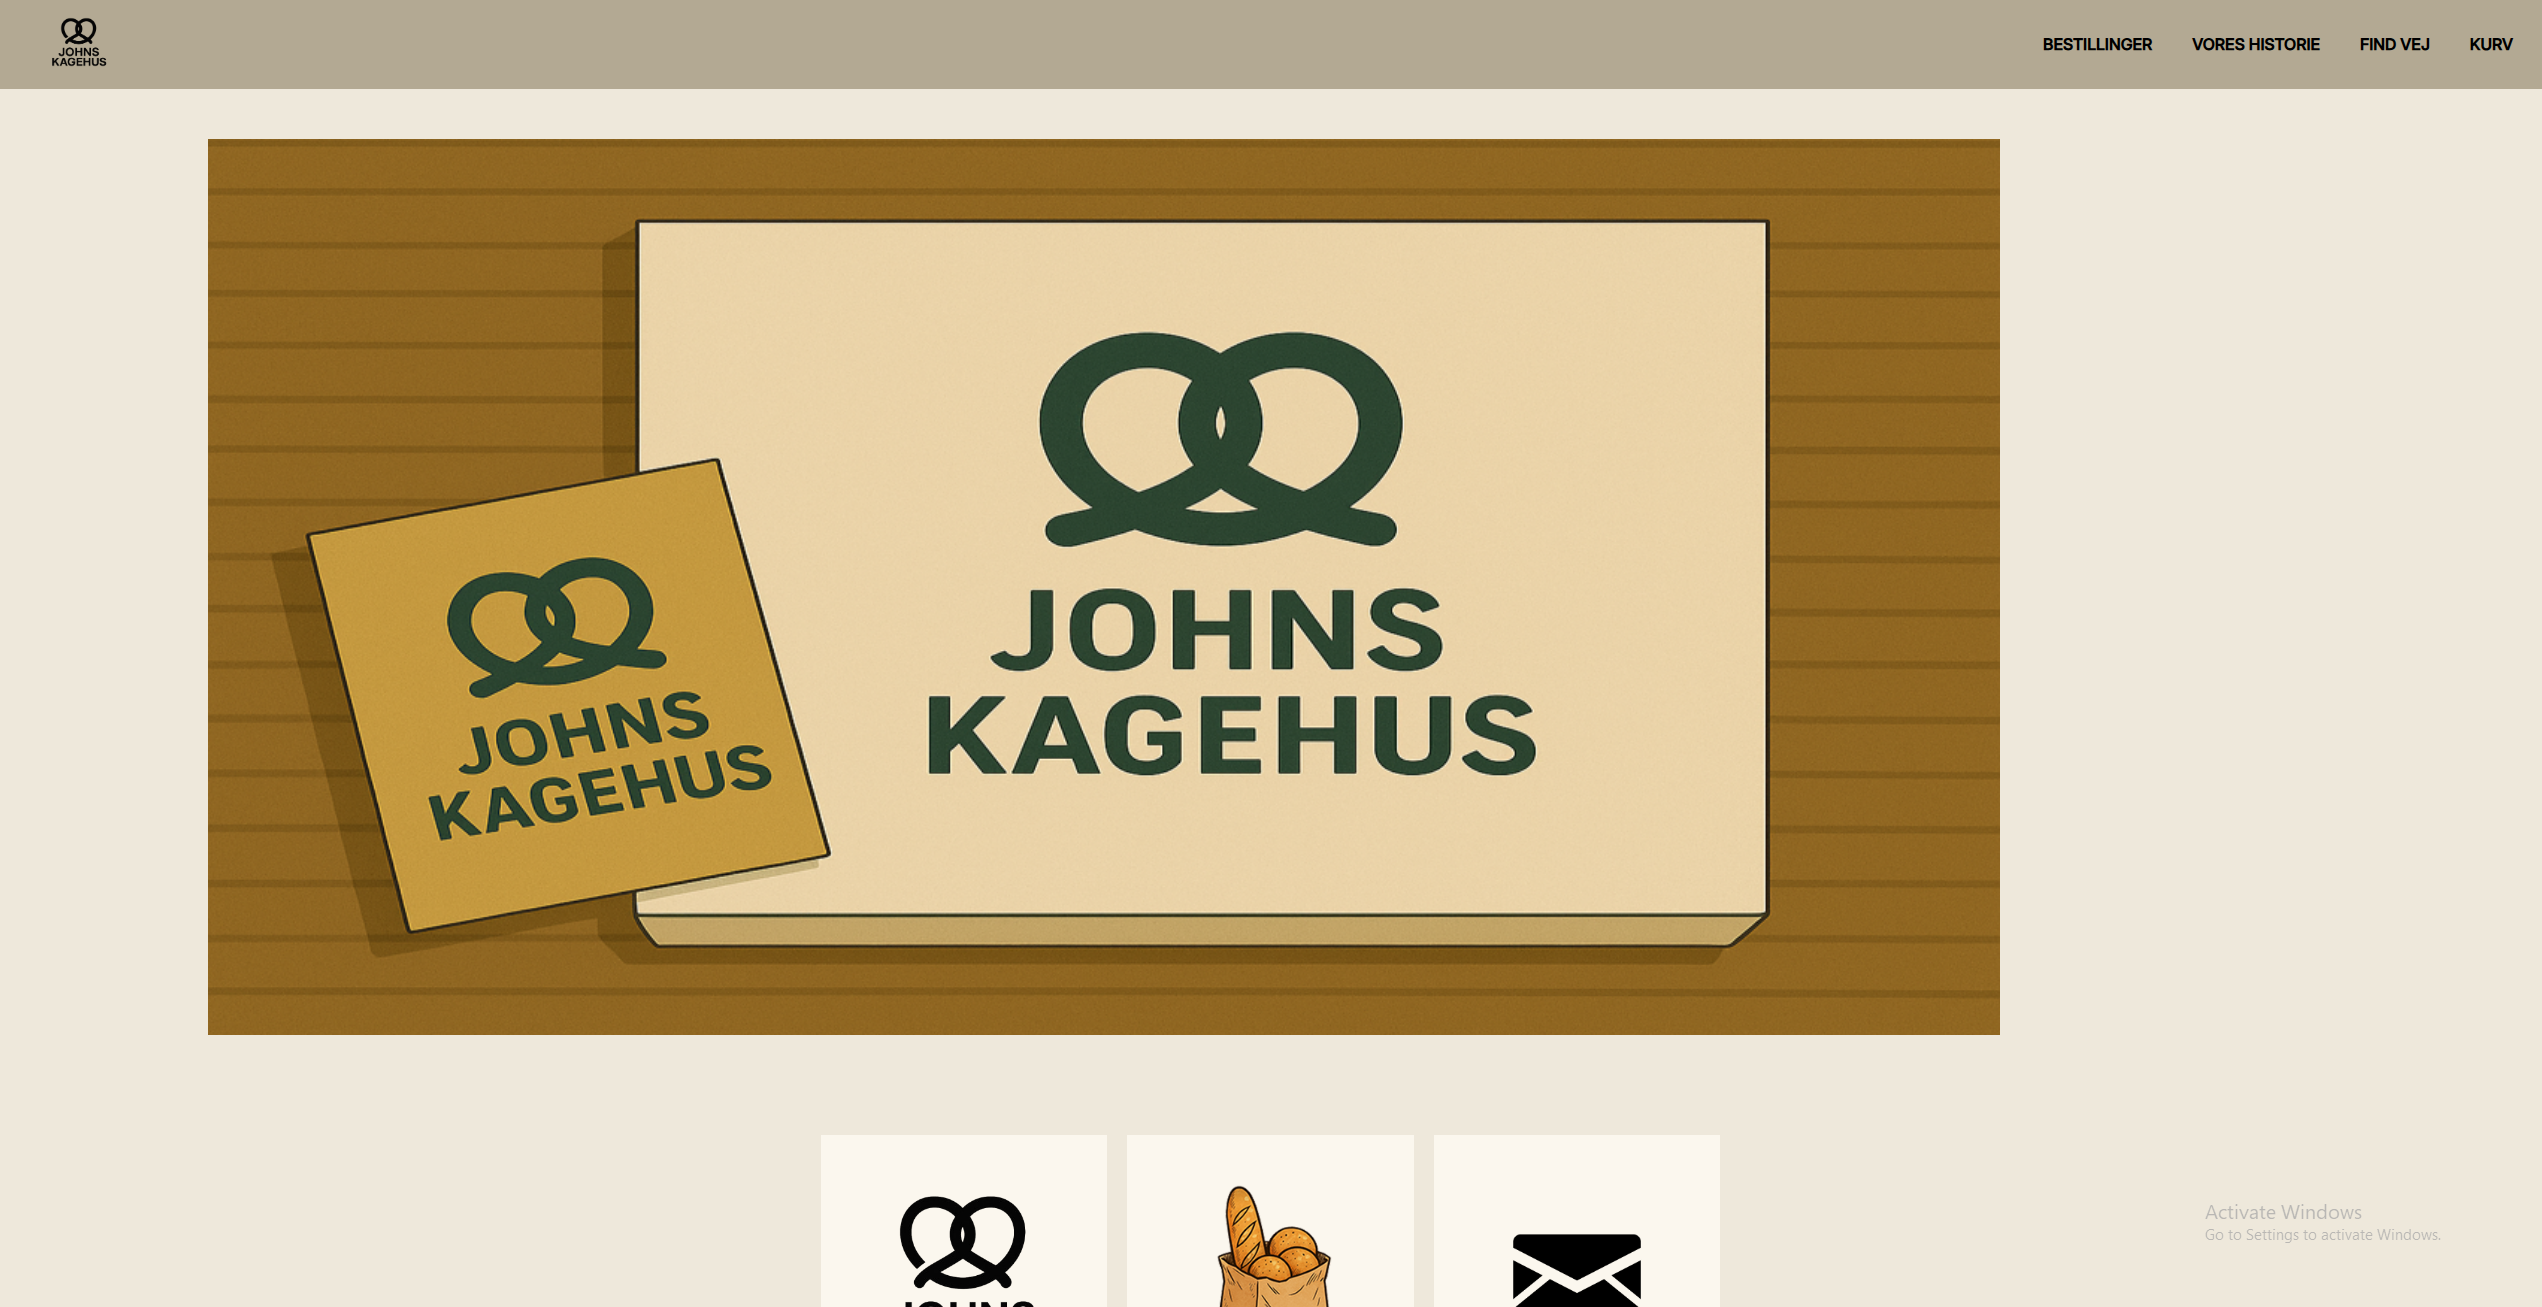 JOHNS
KAGEHUS
BESTILLINGER
VORES HISTORIE
FIND VEJ
KURV
JOHNS
KAGEHUS
JOHNS
KAGEHUS
JOHNS
Activate Windows
Go to Settings to activate Windows.